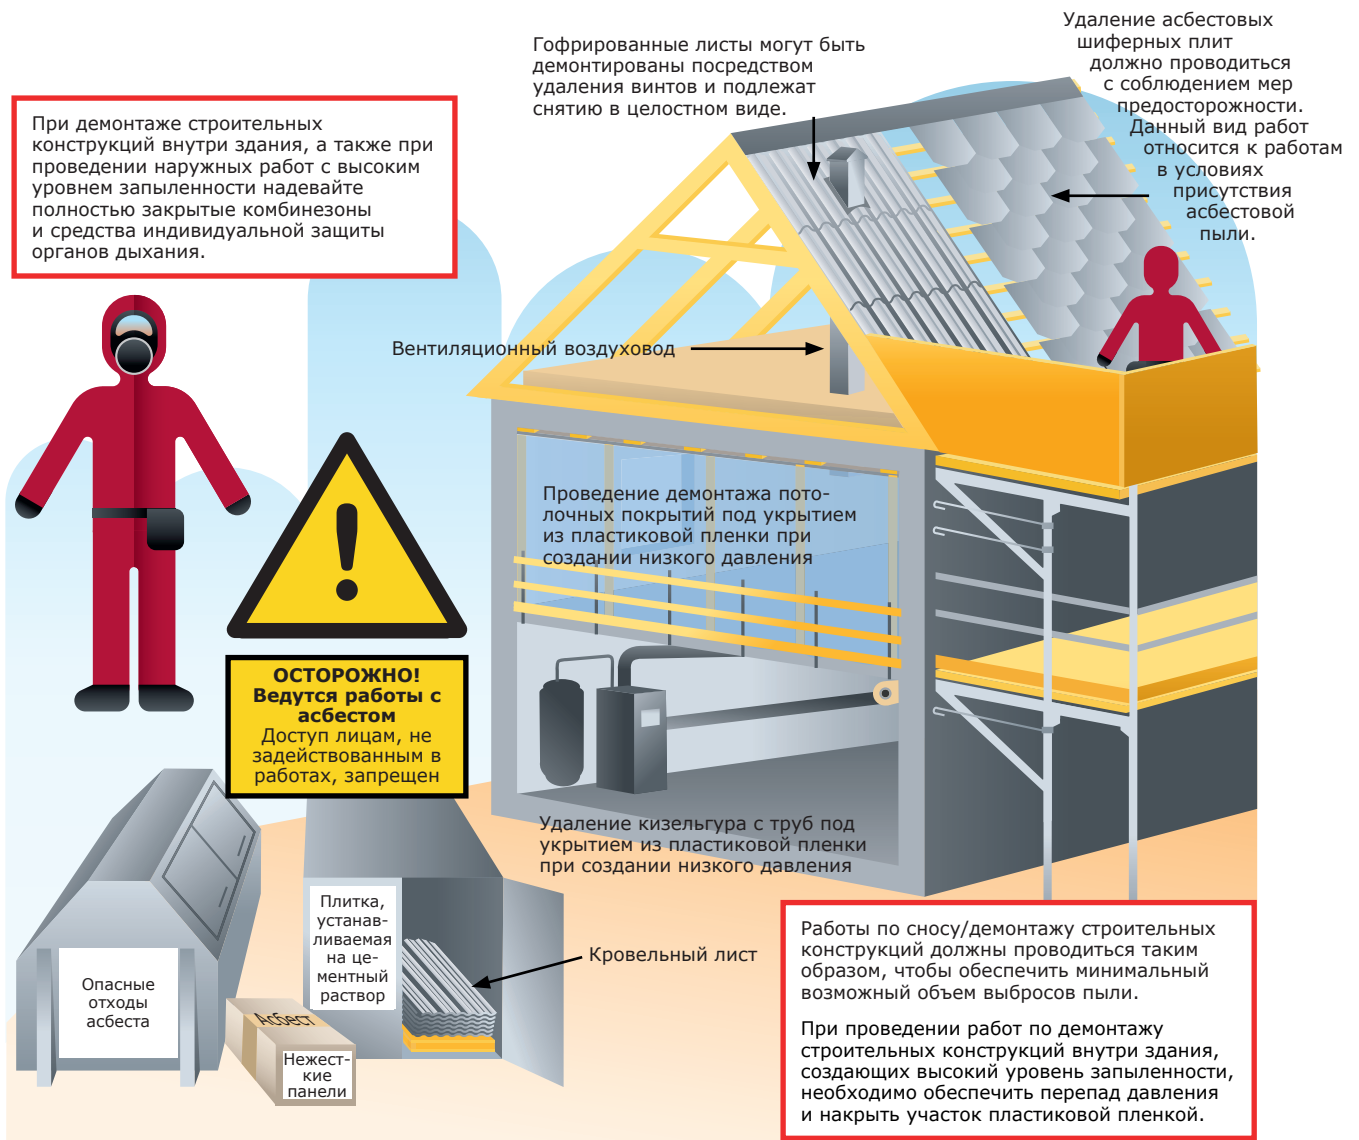 Удаление асбестовых
шиферных плит
должно проводиться
с соблюдением мер
предосторожности.
Данный вид работ
относится к работам
в условиях
присутствия
асбестовой
пыли.
Гофрированные листы могут быть
демонтированы посредством
удаления винтов и подлежат
снятию в целостном виде.
При демонтаже строительных
конструкций внутри здания, а также при
проведении наружных работ с высоким
уровнем запыленности надевайте
полностью закрытые комбинезоны
и средства индивидуальной защиты
органов дыхания.
Вентиляционный воздуховод
Проведение демонтажа пото-
лочных покрытий под укрытием
из пластиковой пленки при
создании низкого давления
ОСТОРОЖНО!
Ведутся работы с
асбестом
Доступ лицам, не
задействованным в
работах, запрещен
Удаление кизельгура с труб под
укрытием из пластиковой пленки
при создании низкого давления
Плитка,
устанав-
ливаемая
на це-
ментный
раствор
Кровельный лист
Опасные
отходы
асбеста
Асбест
Нежест-
кие
панели
Работы по сносу/демонтажу строительных
конструкций должны проводиться таким
образом, чтобы обеспечить минимальный
возможный объем выбросов пыли.
При проведении работ по демонтажу
строительных конструкций внутри здания,
создающих высокий уровень запыленности,
необходимо обеспечить перепад давления
и накрыть участок пластиковой пленкой.